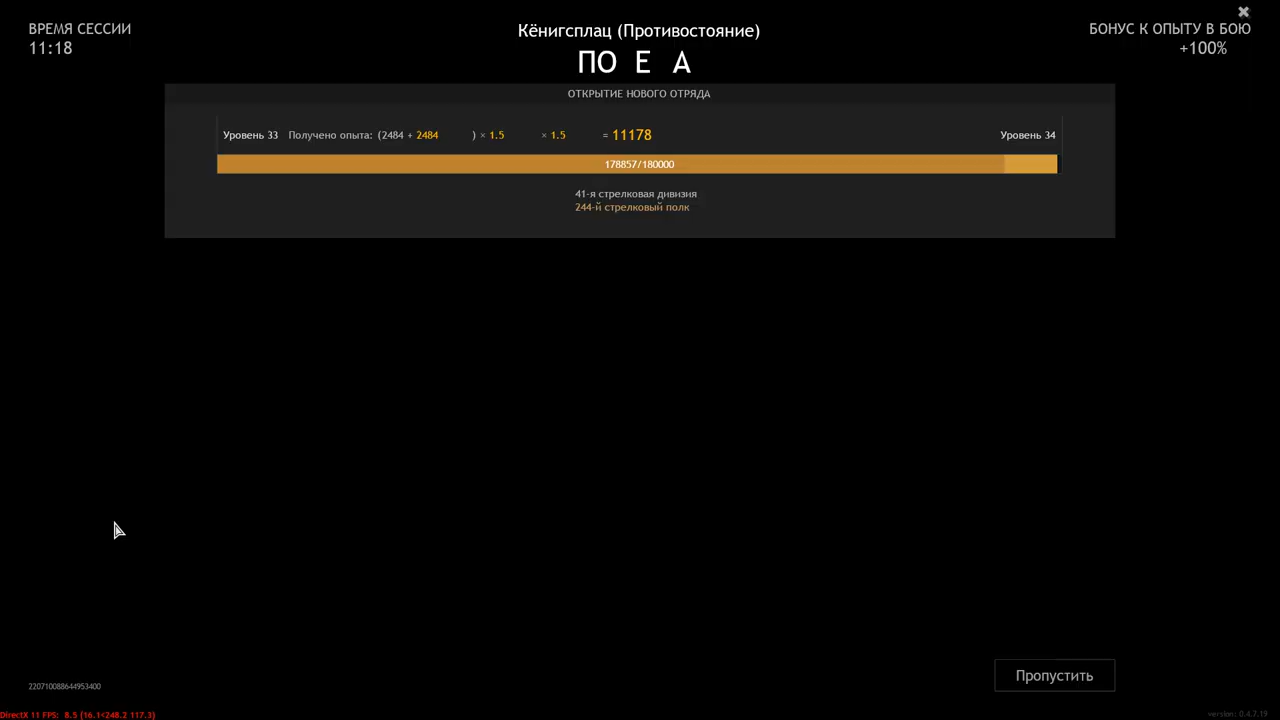 ВРЕМЯ СЕССИИ
11:18
Кёнигсплац (Противостояние)
ПО Е А
БОНУС К ОПЫТУ В БОЮ
+100%
ОТКРЫТИЕ НОВОГО ОТРЯДА
Уровень 33 Получено опыта: (2484 + 2484 ) × 1.5 × 1.5 = 11178 Уровень 34
178857/180000
41-я стрелковая дивизия
244-й стрелковый полк
Пропустить
220710088644953400
DirectX 11 FPS: 8.5 (16.1<248.2 117.3)
version: 0.4.7.19